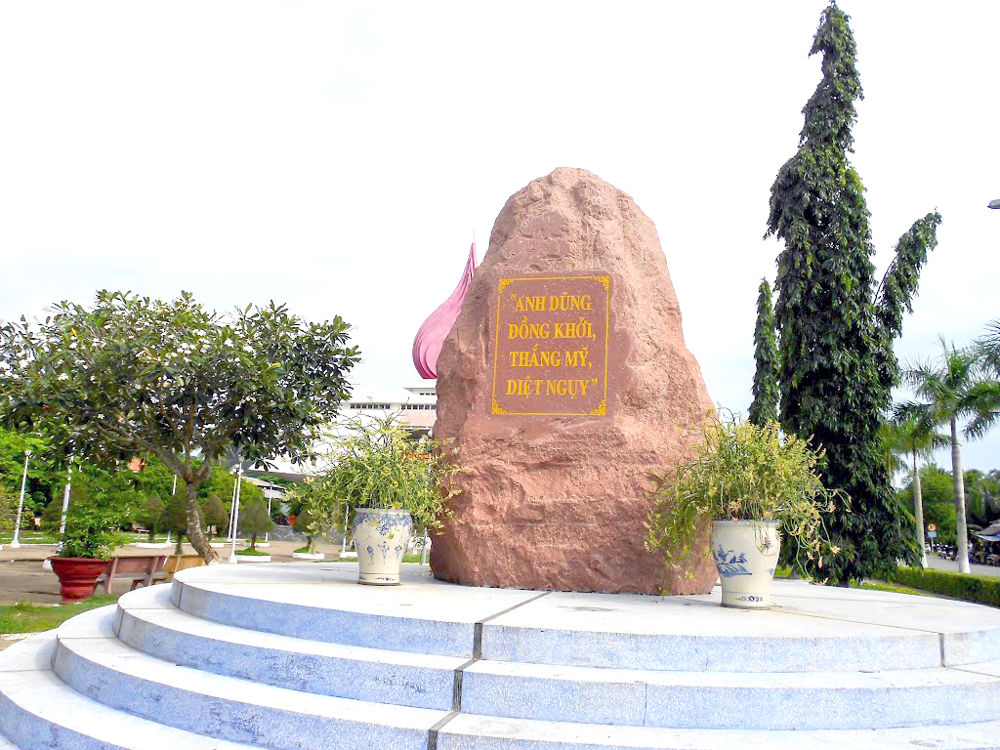 "ANH DŨNG
ĐỒNG KHỞI,
THẮNG MỸ,
DIỆT NGỤY"